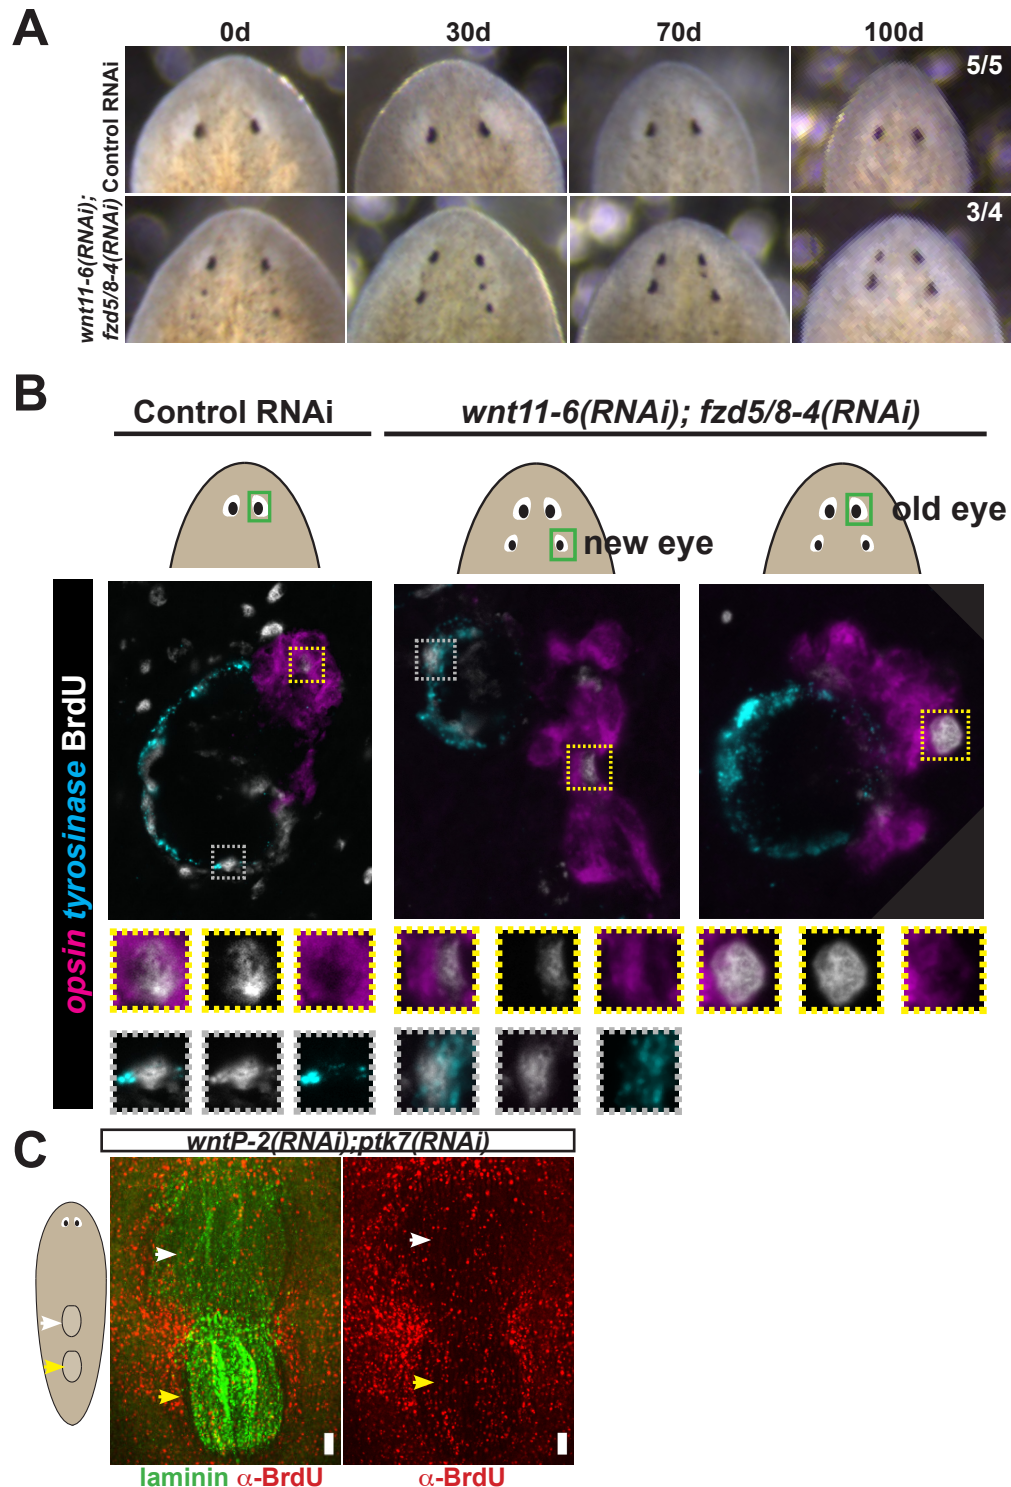 A
0d 30d 70d 100d
Control RNAi
5/5
wnt11-6(RNAi);
fzd5/8-4(RNAi)
3/4
B
Control RNAi
wnt11-6(RNAi); fzd5/8-4(RNAi)
new eye
old eye
opsin tyrosinase BrdU
C
wntP-2(RNAi);ptk7(RNAi)
laminin α-BrdU
α-BrdU